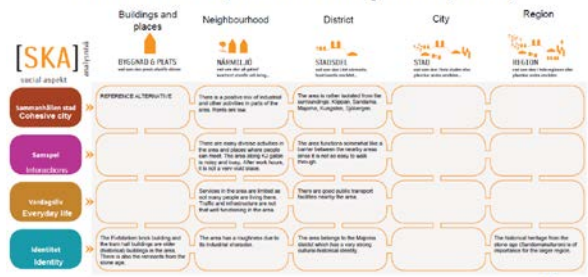 Buildings and
places
Neighbourhood
District
City
Region
[SKA]
social aspekt
analysnivå
BYGGNAD & PLATS
NÄRMILJÖ
STADSDEL
STAD
REGION
Sammanhållen stad
Cohesive city
REFERENCE ALTERNATIVE
There is a positive mix of industrial
and other activities in parts of the
area. Rents are low.
The area is rather isolated from the
surroundings: Klippan, Sandarna,
Majorna, Kungssten, Sjöbergen.
Samspel
Interactions
There are many diverse activities in
the area and places where people
can meet. The area along KJ gatan
is noisy and busy. After work hours,
it is not a very vivid place.
The area functions somewhat like a
barrier between the nearby areas
since it is not so easy to walk
through.
Vardagsliv
Everyday life
Services in the area are limited as
not many people are living there.
Traffic and infrastructure are not
that well functioning in the area.
There are good public transport
facilities nearby the area.
Identitet
Identity
The brick building and
the tram hall buildings are older
(historical) buildings in the area.
There is also the remnants from the
stone age.
The area has a roughness due to
its industrial character.
The area belongs to the Majorna
district which has a very strong
cultural-historical identity.
The historical heritage from the
stone age is of
importance for the larger region.